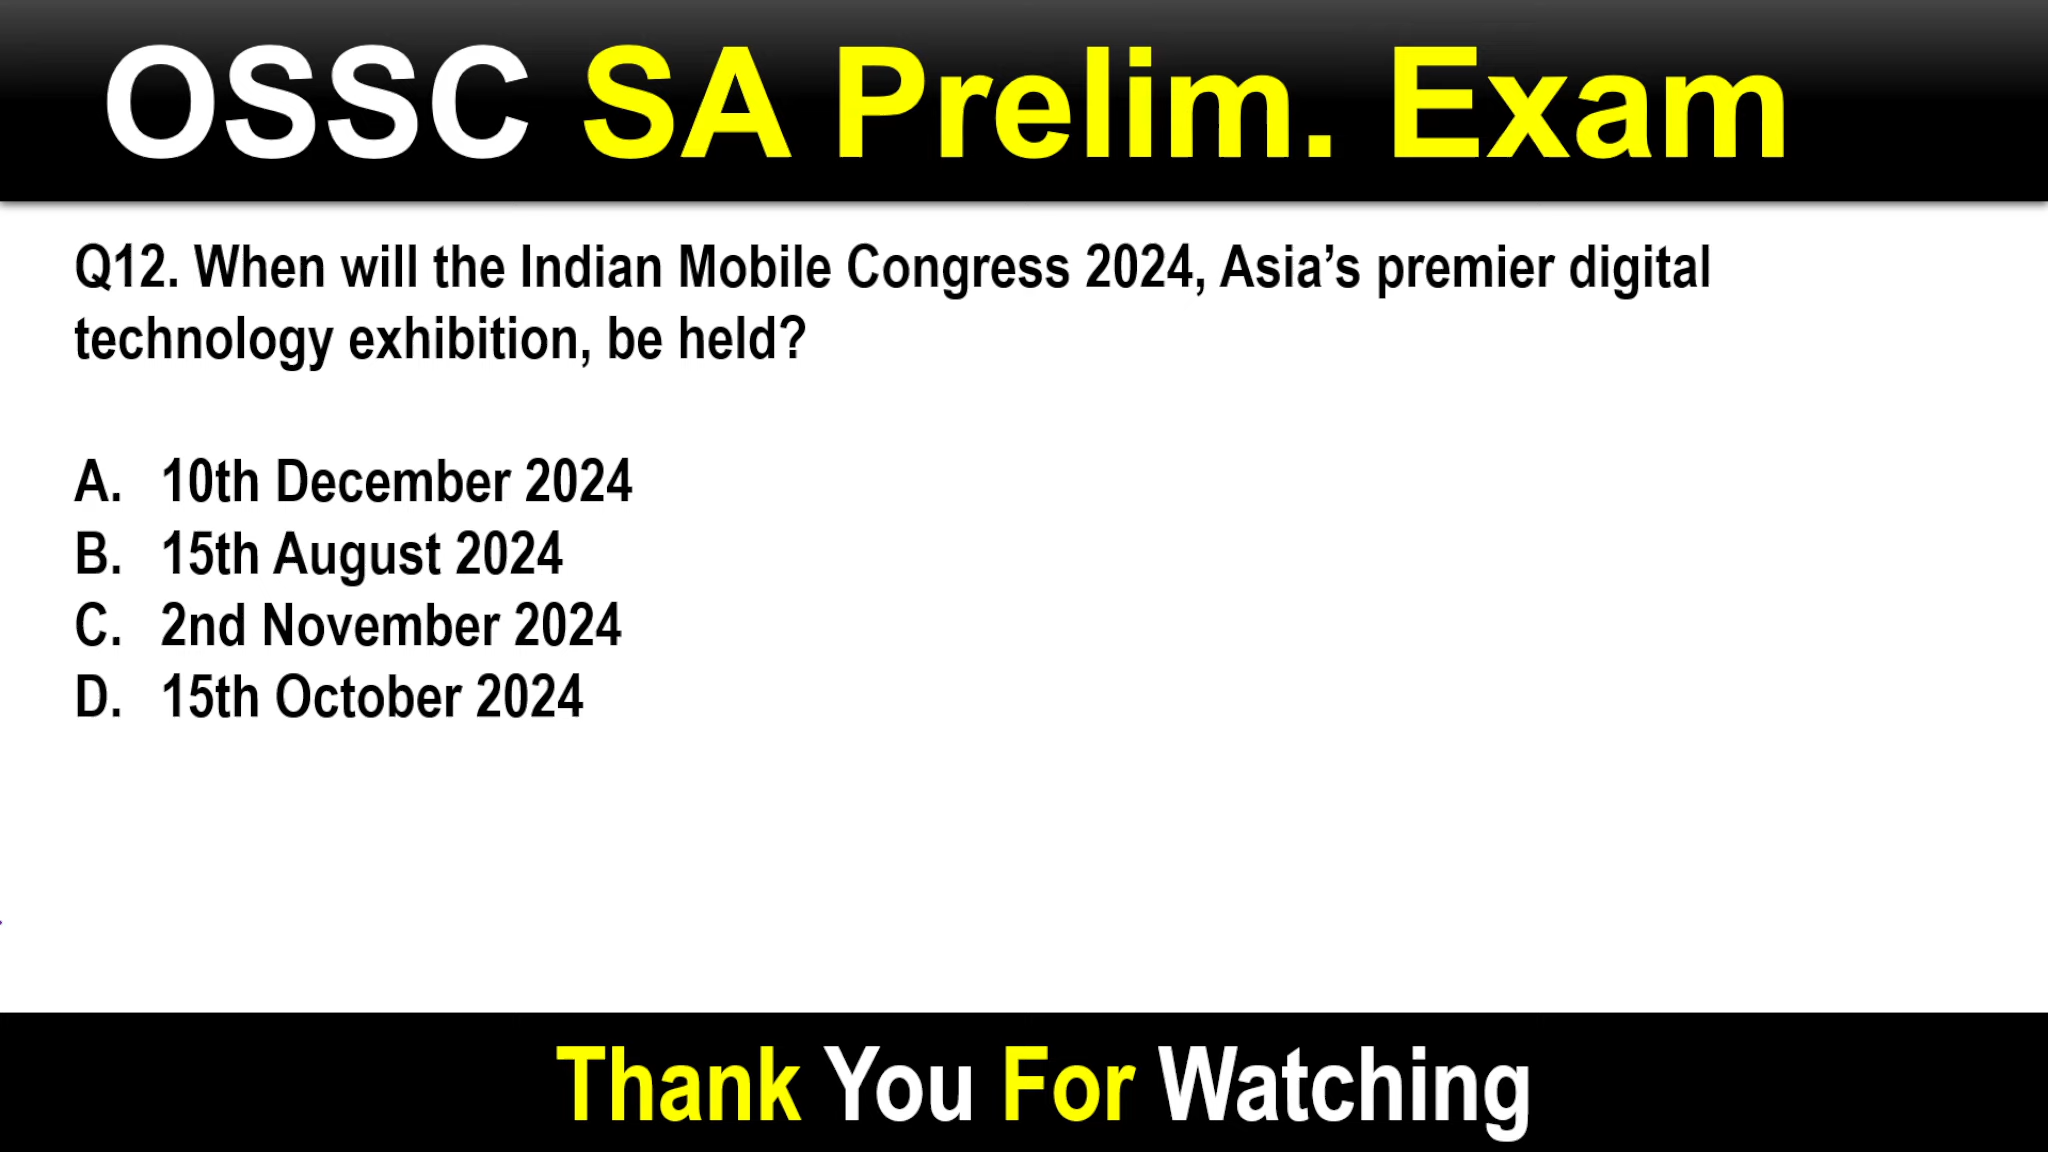 OSSC SA Prelim. Exam
Q12. When will the Indian Mobile Congress 2024, Asia’s premier digital
technology exhibition, be held?
A. 10th December 2024
B. 15th August 2024
C. 2nd November 2024
D. 15th October 2024
Thank You For Watching